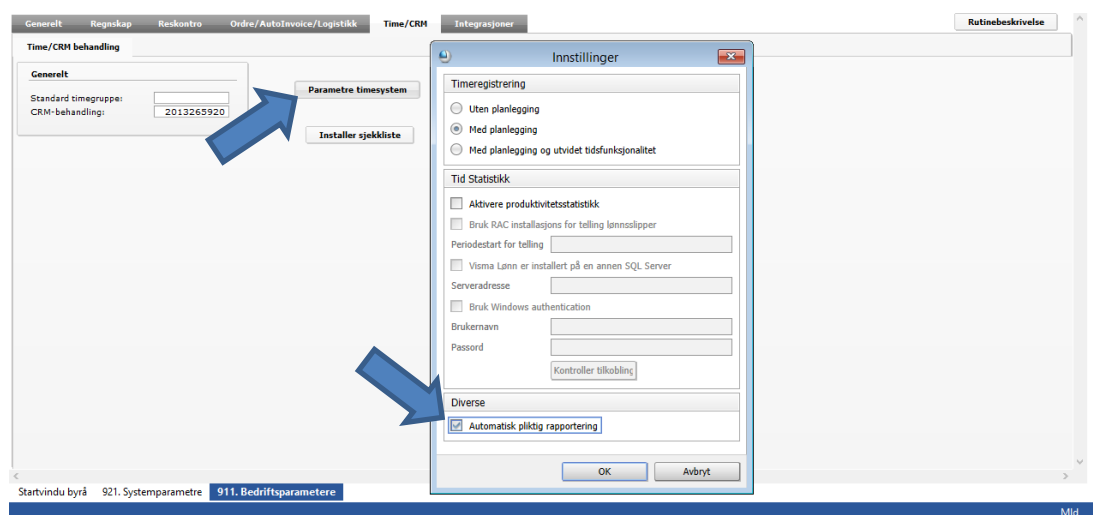 Generelt Regnskap Reskontro Ordre/AutoInvoice/Logistikk Time/CRM Integrasjoner Rutinebeskrivelse
Time/CRM behandling
Generelt
Standard timegruppe:
CRM-behandling: 2013265920
Parametre timesystem
Installer sjekkliste
Innstillinger
Timeregistrering
Uten planlegging
Med planlegging
Med planlegging og utvidet tidsfunksjonalitet
Tid Statistikk
Aktivere produktivitetsstatistikk
Bruk RAC installasjons for telling lønnsslipper
Periodestart for telling
Visma Lønn er installert på en annen SQL Server
Serveradresse
Bruk Windows authentication
Brukernavn
Passord
Kontroller tilkobling
Diverse
Automatisk pliktig rapportering
OK Avbryt
Startvindu byrå 921. Systemparametre 911. Bedriftsparametere
Mld